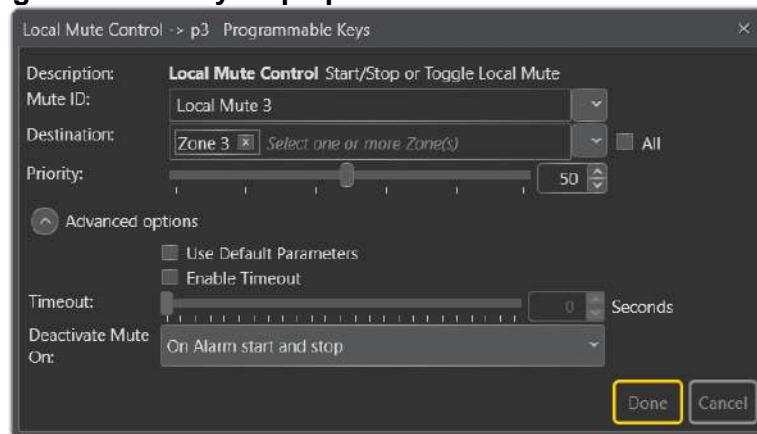 Local Mute Control -> p3 Programmable Keys
Description: Local Mute Control Start/Stop or Toggle Local Mute
Mute ID: Local Mute 3
Destination: Zone 3 Select one or more Zone(s) All
Priority: 50
Advanced options
Use Default Parameters
Enable Timeout
Timeout: 0 Seconds
Deactivate Mute
On: On Alarm start and stop
Done Cancel